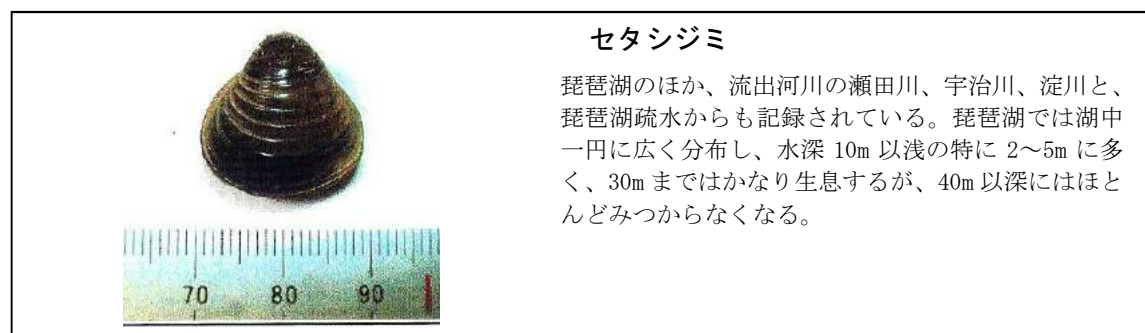 セタシジミ
琵琶湖のほか、流出河川の瀬田川、宇治川、淀川と、
琵琶湖疏水からも記録されている。琵琶湖では湖中
一円に広く分布し、水深 10m 以浅の特に 2～5m に多
く、30m まではかなり生息するが、40m 以深にはほと
んどみつからなくなる。
70 80 90